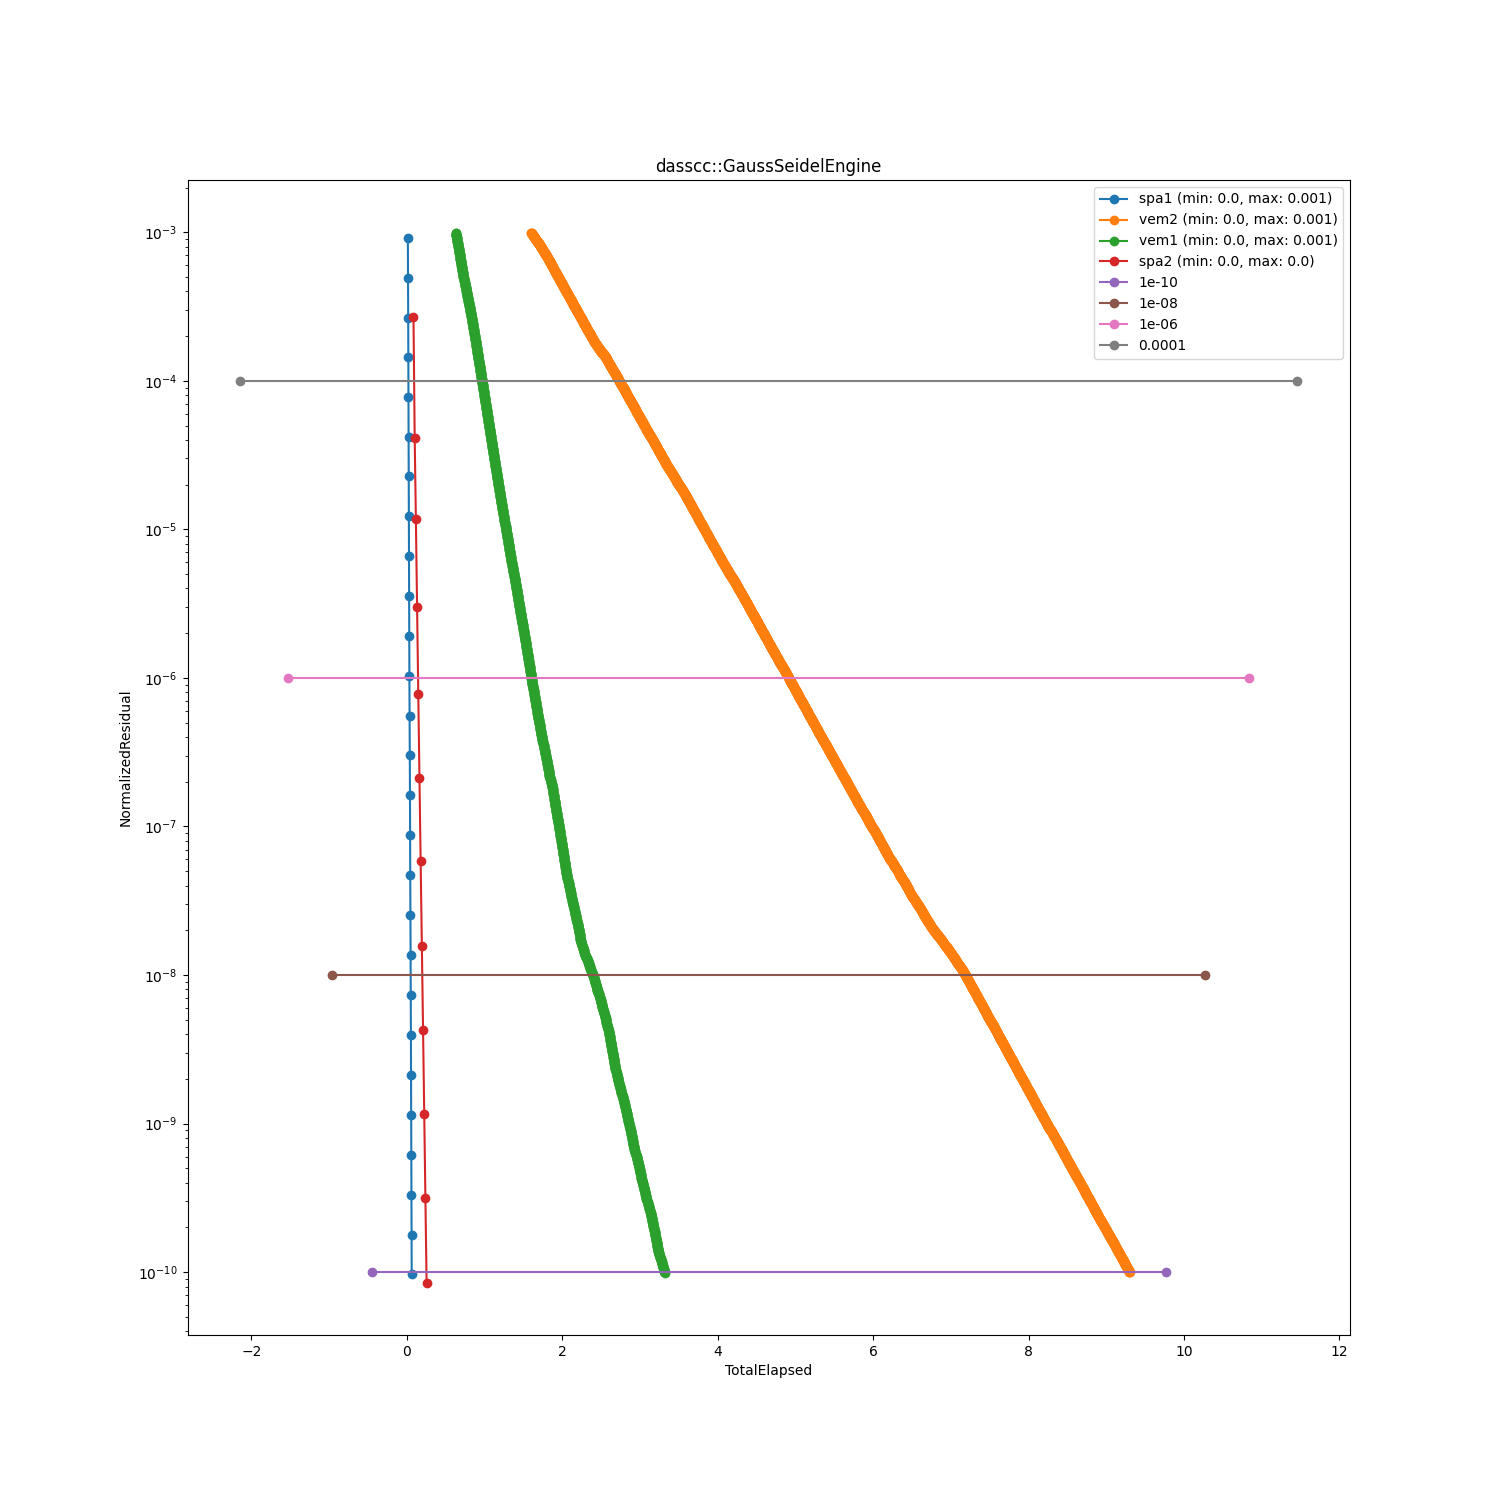 dasscc::GaussSeidelEngine
spa1 (min: 0.0, max: 0.001)
vem2 (min: 0.0, max: 0.001)
vem1 (min: 0.0, max: 0.001)
spa2 (min: 0.0, max: 0.0)
1e-10
1e-08
1e-06
0.0001
NormalizedResidual
10⁻³
10⁻⁴
10⁻⁵
10⁻⁶
10⁻⁷
10⁻⁸
10⁻⁹
10⁻¹⁰
−2 0 2 4 6 8 10 12
TotalElapsed